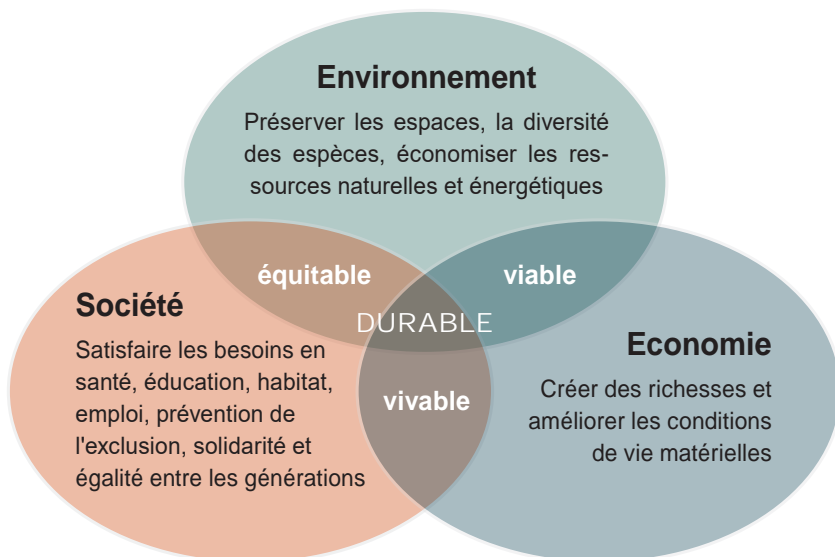 Environnement
Préserver les espaces, la diversité
des espèces, économiser les res-
sources naturelles et énergétiques
équitable
viable
Société
DURABLE
Satisfaire les besoins en
santé, éducation, habitat,
emploi, prévention de
l'exclusion, solidarité et
égalité entre les générations
vivable
Economie
Créer des richesses et
améliorer les conditions
de vie matérielles